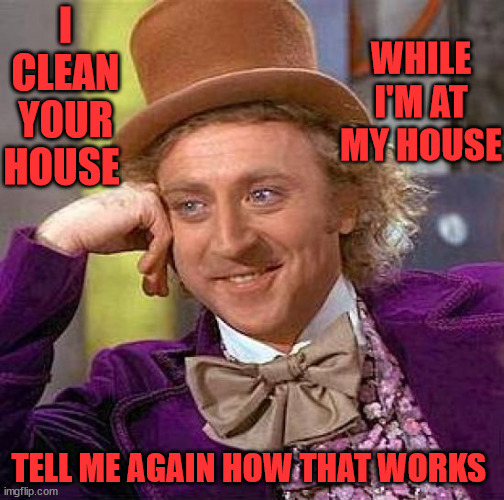 I
CLEAN
YOUR
HOUSE
WHILE
I'M AT
MY HOUSE
TELL ME AGAIN HOW THAT WORKS
imgflip.com